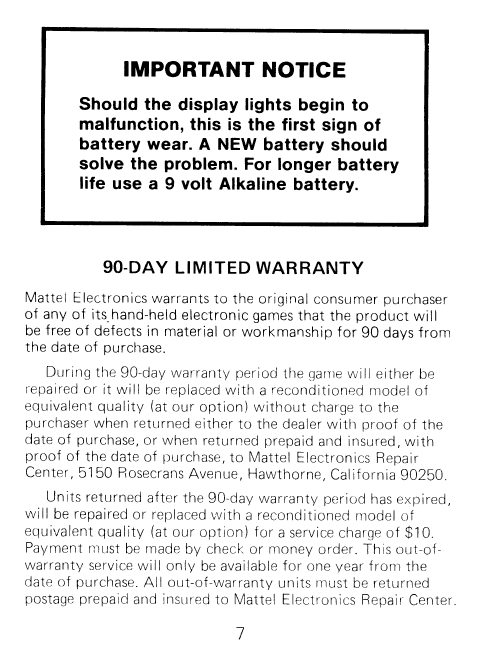 IMPORTANT NOTICE
Should the display lights begin to
malfunction, this is the first sign of
battery wear. A NEW battery should
solve the problem. For longer battery
life use a 9 volt Alkaline battery.
90-DAY LIMITED WARRANTY
Mattel Electronics warrants to the original consumer purchaser
of any of its hand-held electronic games that the product will
be free of defects in material or workmanship for 90 days from
the date of purchase.
During the 90-day warranty period the game will either be
repaired or it will be replaced with a reconditioned model of
equivalent quality (at our option) without charge to the
purchaser when returned either to the dealer with proof of the
date of purchase, or when returned prepaid and insured, with
proof of the date of purchase, to Mattel Electronics Repair
Center, 5150 Rosecrans Avenue, Hawthorne, California 90250.
Units returned after the 90-day warranty period has expired,
will be repaired or replaced with a reconditioned model of
equivalent quality (at our option) for a service charge of $10.
Payment must be made by check or money order. This out-of-
warranty service will only be available for one year from the
date of purchase. All out-of-warranty units must be returned
postage prepaid and insured to Mattel Electronics Repair Center.
7